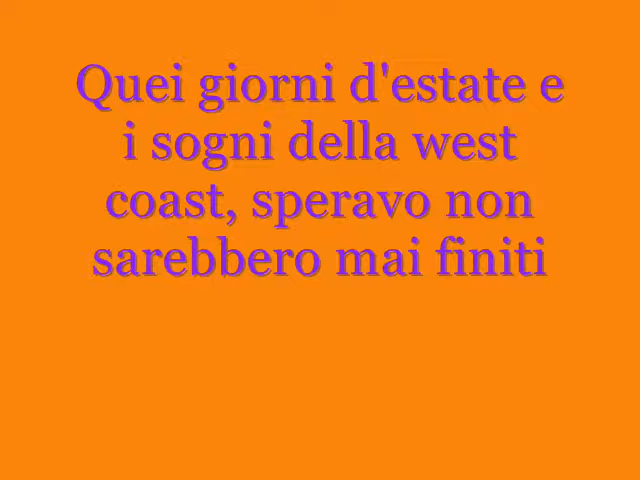 Quei giorni d'estate e
i sogni della west
coast, speravo non
sarebbero mai finiti